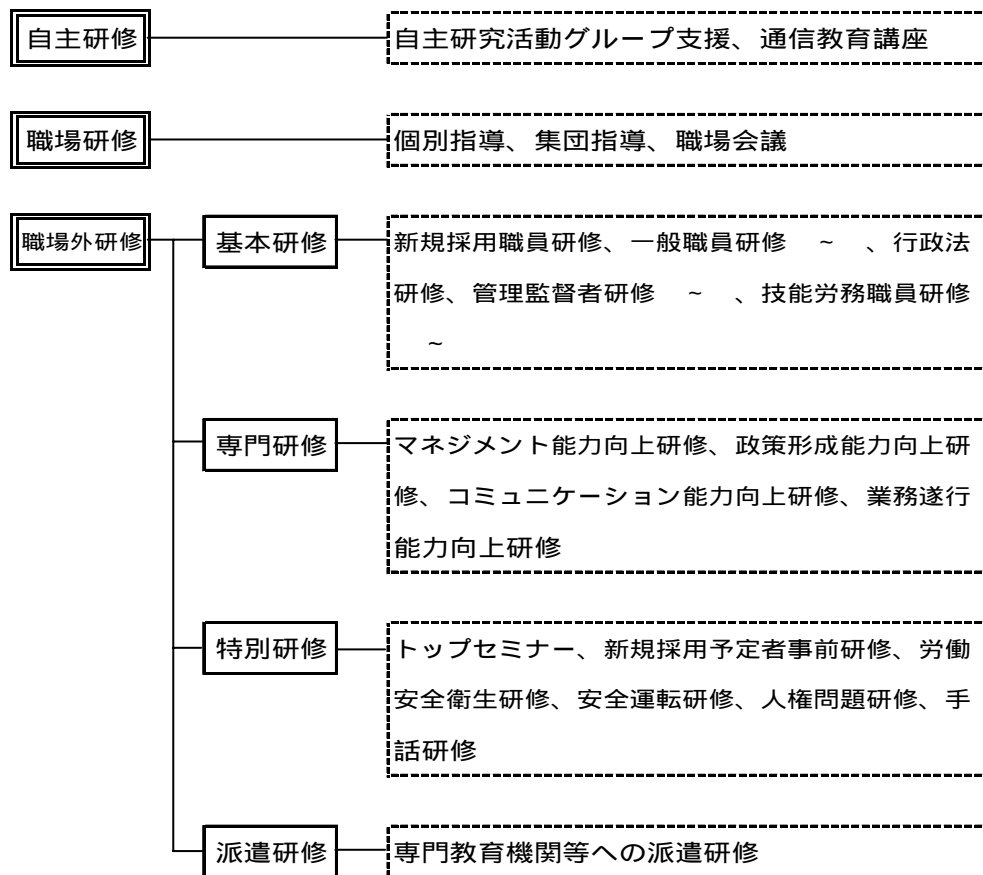 自主研修
自主研究活動グループ支援、通信教育講座
職場研修
個別指導、集団指導、職場会議
職場外研修
基本研修
新規採用職員研修、一般職員研修　~　、行政法
研修、管理監督者研修　~　、技能労務職員研修
~
専門研修
マネジメント能力向上研修、政策形成能力向上研
修、コミュニケーション能力向上研修、業務遂行
能力向上研修
特別研修
トップセミナー、新規採用予定者事前研修、労働
安全衛生研修、安全運転研修、人権問題研修、手
話研修
派遣研修
専門教育機関等への派遣研修